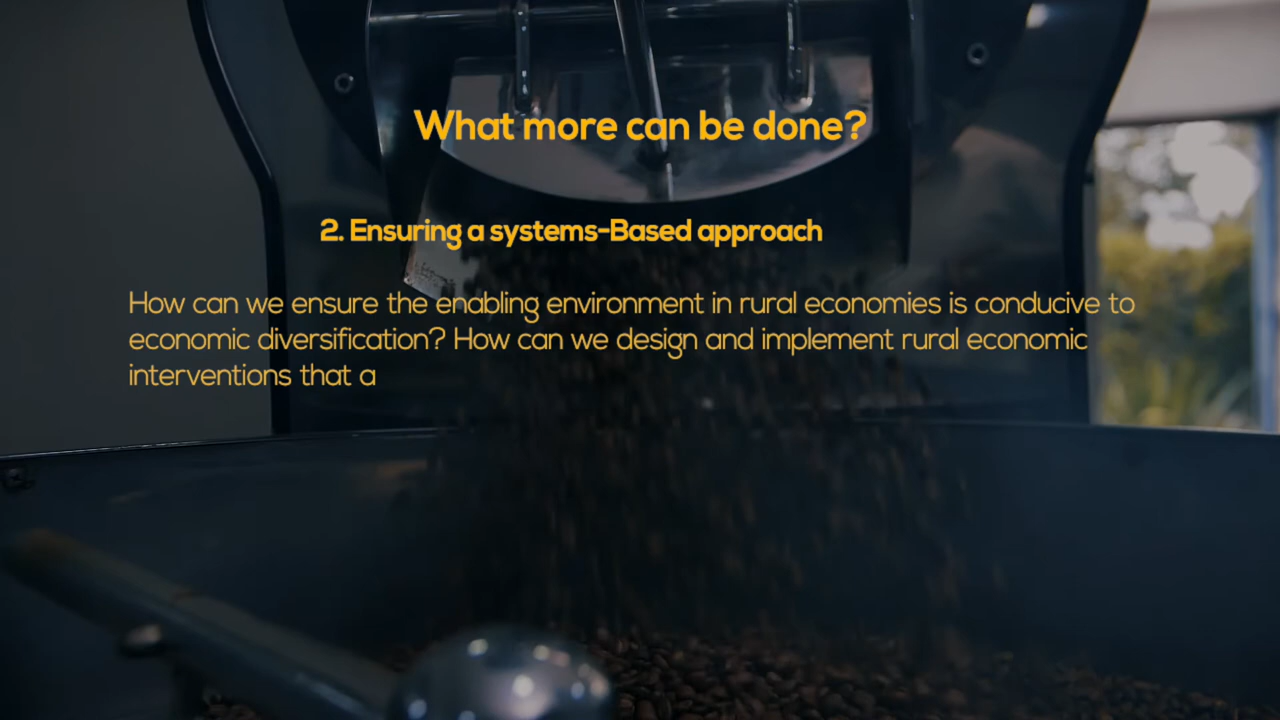 What more can be done?
2. Ensuring a systems-Based approach
How can we ensure the enabling environment in rural economies is conducive to
economic diversification? How can we design and implement rural economic
interventions that a